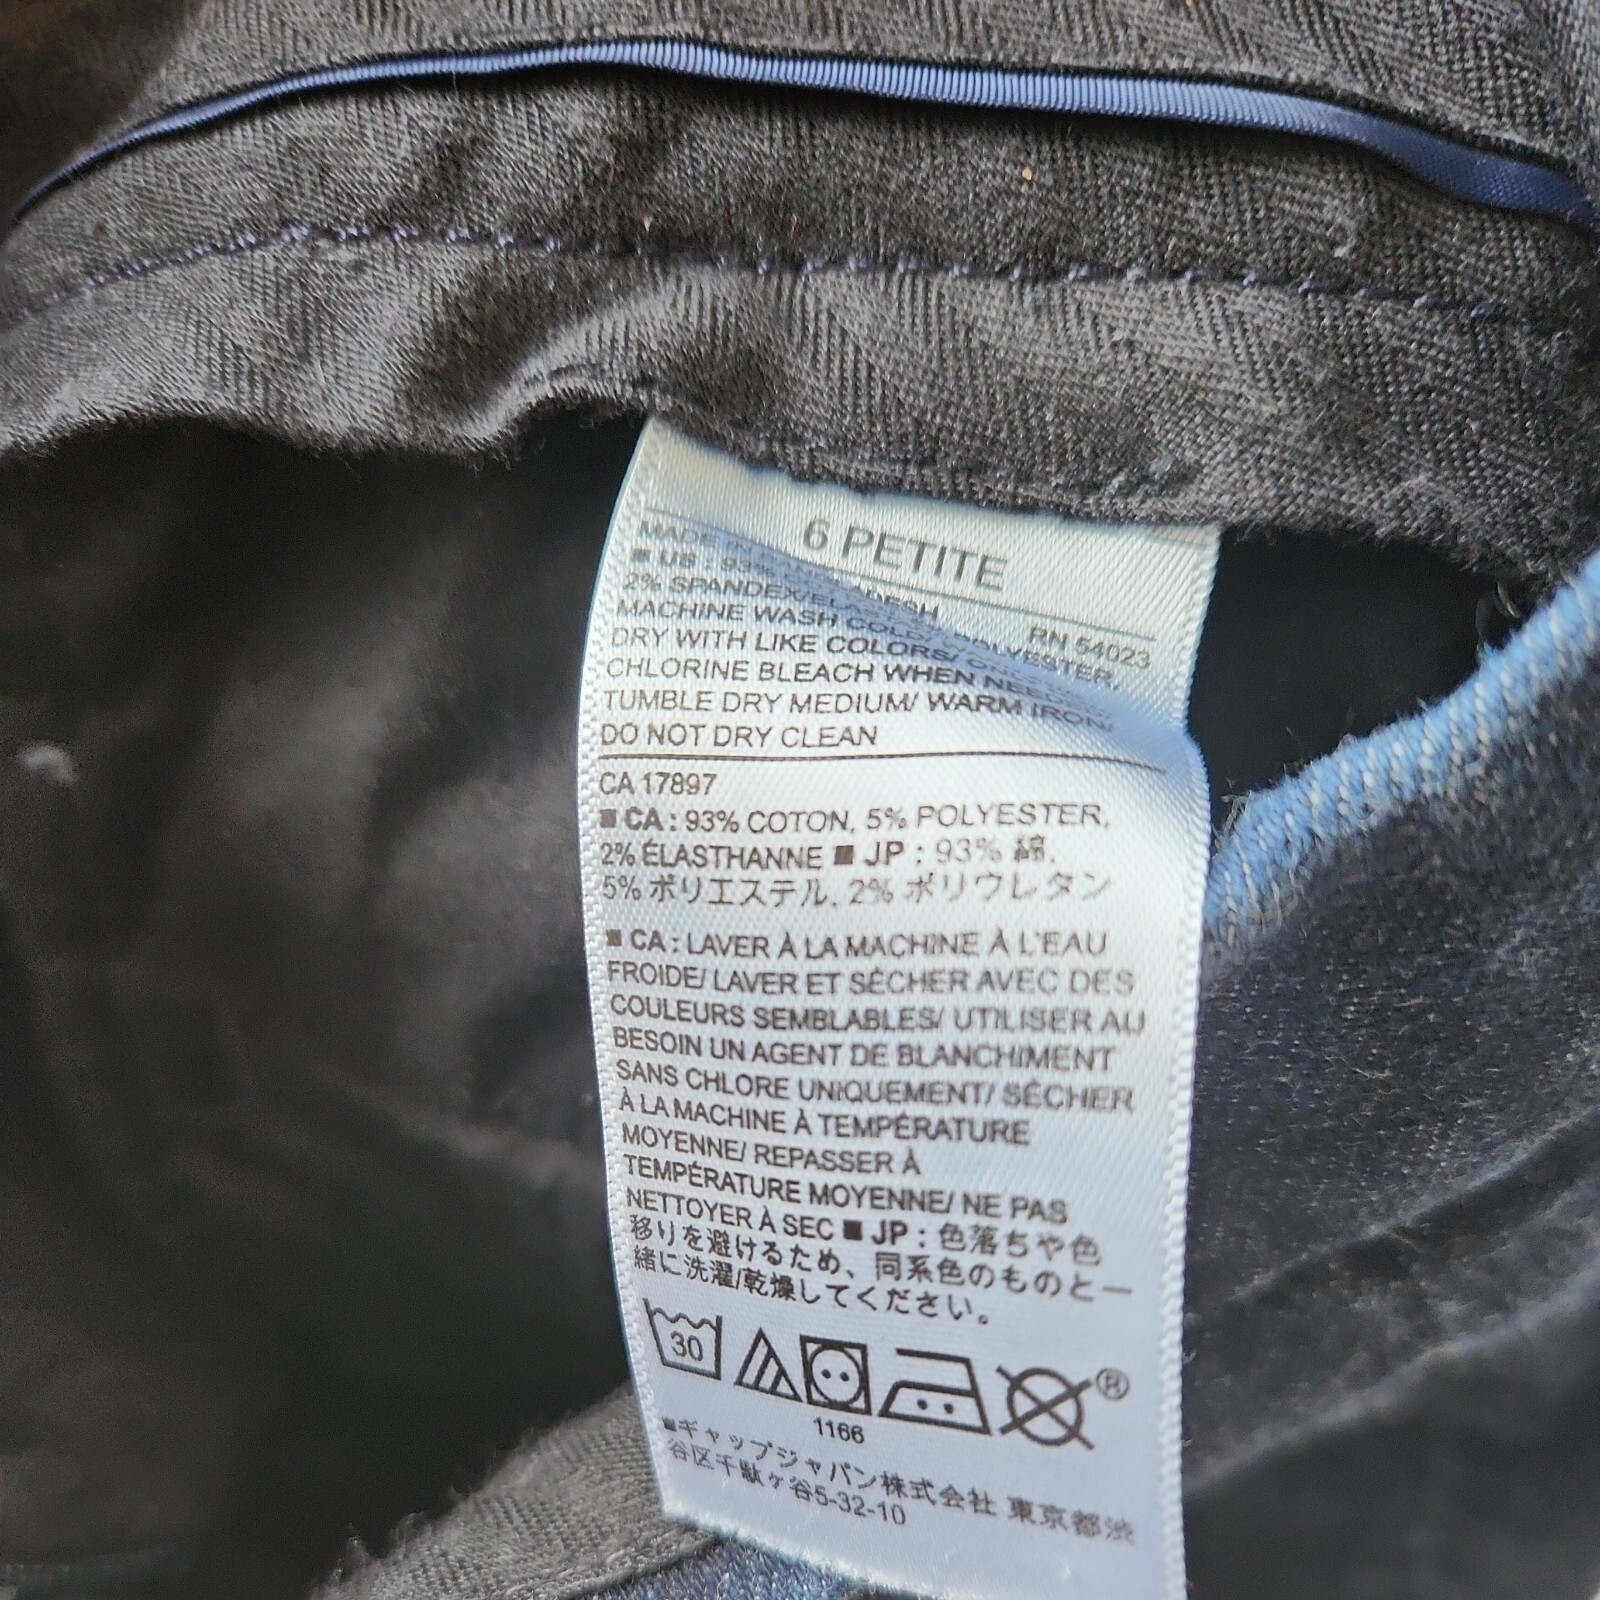 6 PETITE
MADE IN
RN 54023
■ US : 93% POLYESTER,
2% SPANDEX/
MACHINE WASH COLD/
DRY WITH LIKE COLORS/
CHLORINE BLEACH WHEN NEEDED/
TUMBLE DRY MEDIUM/ WARM IRON/
DO NOT DRY CLEAN
CA 17897
■ CA : 93% COTON, 5% POLYESTER,
2% ÉLASTHANNE ■ JP : 93% 綿,
5% ポリエステル, 2% ポリウレタン
■ CA : LAVER À LA MACHINE À L'EAU
FROIDE/ LAVER ET SÉCHER AVEC DES
COULEURS SEMBLABLES/ UTILISER AU
BESOIN UN AGENT DE BLANCHIMENT
SANS CHLORE UNIQUEMENT/ SÉCHER
À LA MACHINE À TEMPÉRATURE
MOYENNE/ REPASSER À
TEMPÉRATURE MOYENNE/ NE PAS
NETTOYER À SEC ■ JP : 色落ちや色
移りを避けるため、同系色のものと一
緒に洗濯/乾燥してください。
30
®
1166
■ギャップジャパン株式会社 東京都渋
谷区千駄ヶ谷5-32-10